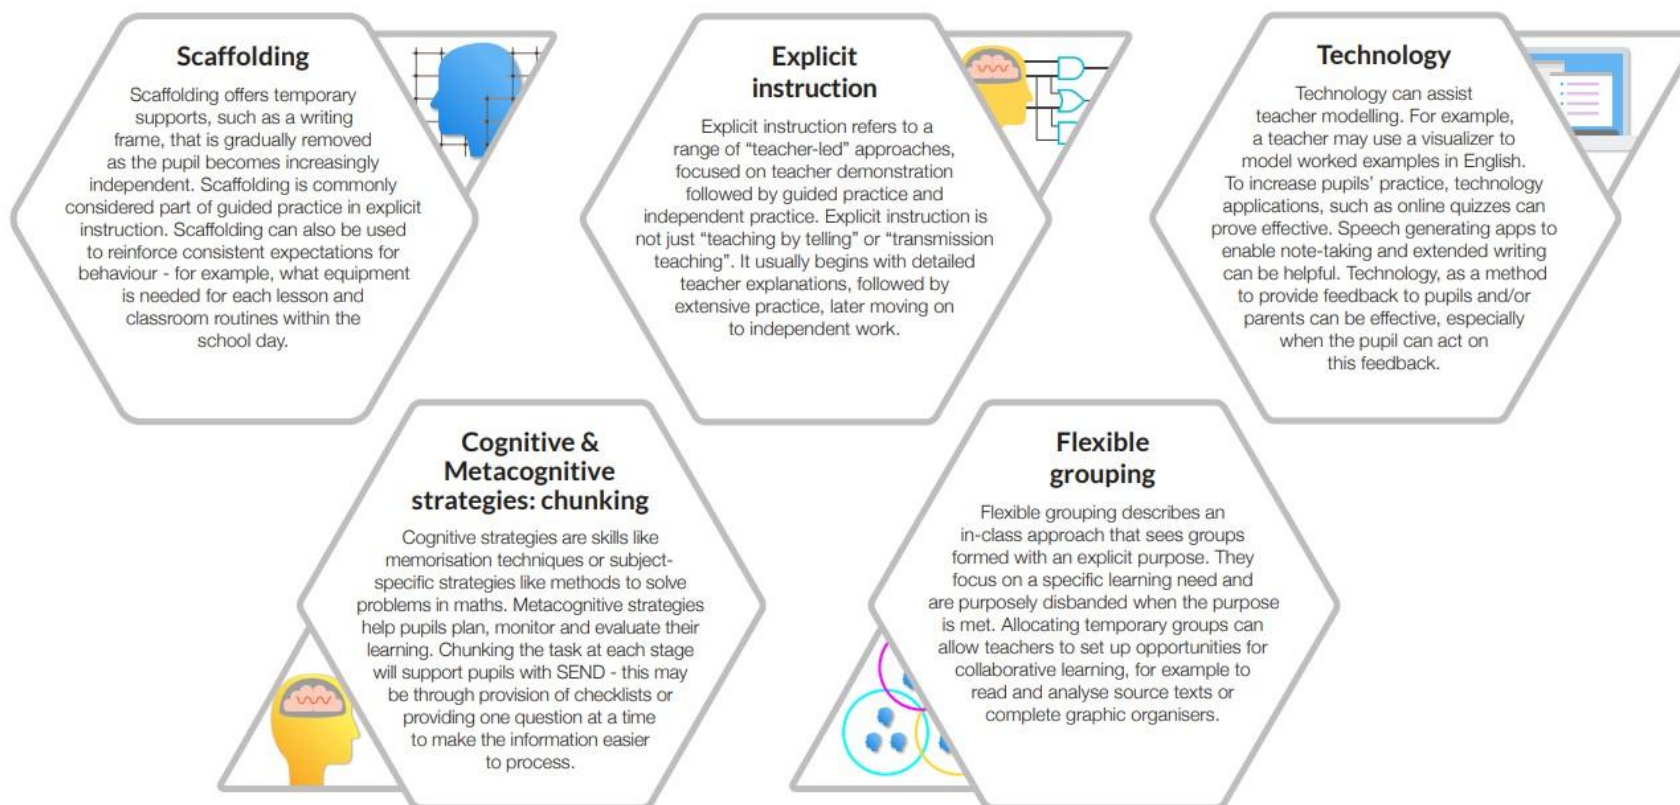 Scaffolding
Scaffolding offers temporary
supports, such as a writing
frame, that is gradually removed
as the pupil becomes increasingly
independent. Scaffolding is commonly
considered part of guided practice in explicit
instruction. Scaffolding can also be used
to reinforce consistent expectations for
behaviour - for example, what equipment
is needed for each lesson and
classroom routines within the
school day.
Explicit
instruction
Explicit instruction refers to a
range of “teacher-led” approaches,
focused on teacher demonstration
followed by guided practice and
independent practice. Explicit instruction is
not just “teaching by telling” or “transmission
teaching”. It usually begins with detailed
teacher explanations, followed by
extensive practice, later moving on
to independent work.
Technology
Technology can assist
teacher modelling. For example,
a teacher may use a visualizer to
model worked examples in English.
To increase pupils’ practice, technology
applications, such as online quizzes can
prove effective. Speech generating apps to
enable note-taking and extended writing
can be helpful. Technology, as a method
to provide feedback to pupils and/or
parents can be effective, especially
when the pupil can act on
this feedback.
Cognitive &
Metacognitive
strategies: chunking
Cognitive strategies are skills like
memorisation techniques or subject-
specific strategies like methods to solve
problems in maths. Metacognitive strategies
help pupils plan, monitor and evaluate their
learning. Chunking the task at each stage
will support pupils with SEND - this may
be through provision of checklists or
providing one question at a time
to make the information easier
to process.
Flexible
grouping
Flexible grouping describes an
in-class approach that sees groups
formed with an explicit purpose. They
focus on a specific learning need and
are purposely disbanded when the purpose
is met. Allocating temporary groups can
allow teachers to set up opportunities for
collaborative learning, for example to
read and analyse source texts or
complete graphic organisers.